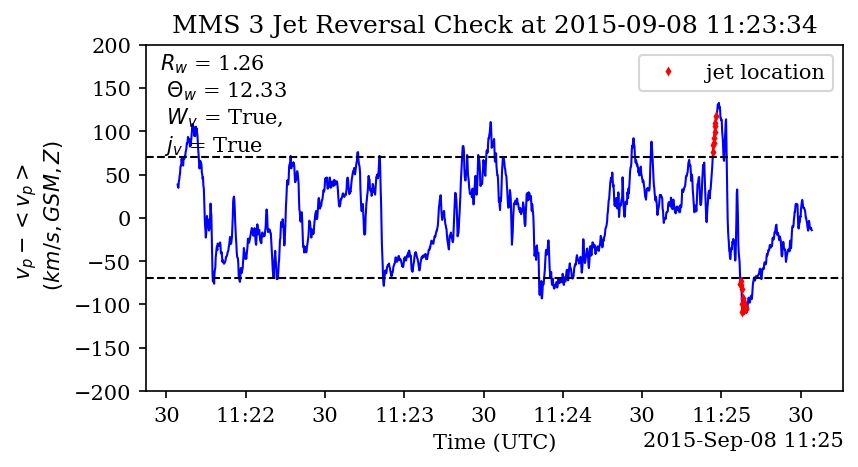 MMS 3 Jet Reversal Check at 2015-09-08 11:23:34
R_w = 1.26
Θ_w = 12.33
W_v = True,
j_v = True
jet location
200
150
100
50
0
−50
−100
−150
−200
v_p − < v_p >
(km/s, GSM, Z)
30 11:22 30 11:23 30 11:24 30 11:25 30
Time (UTC)
2015-Sep-08 11:25